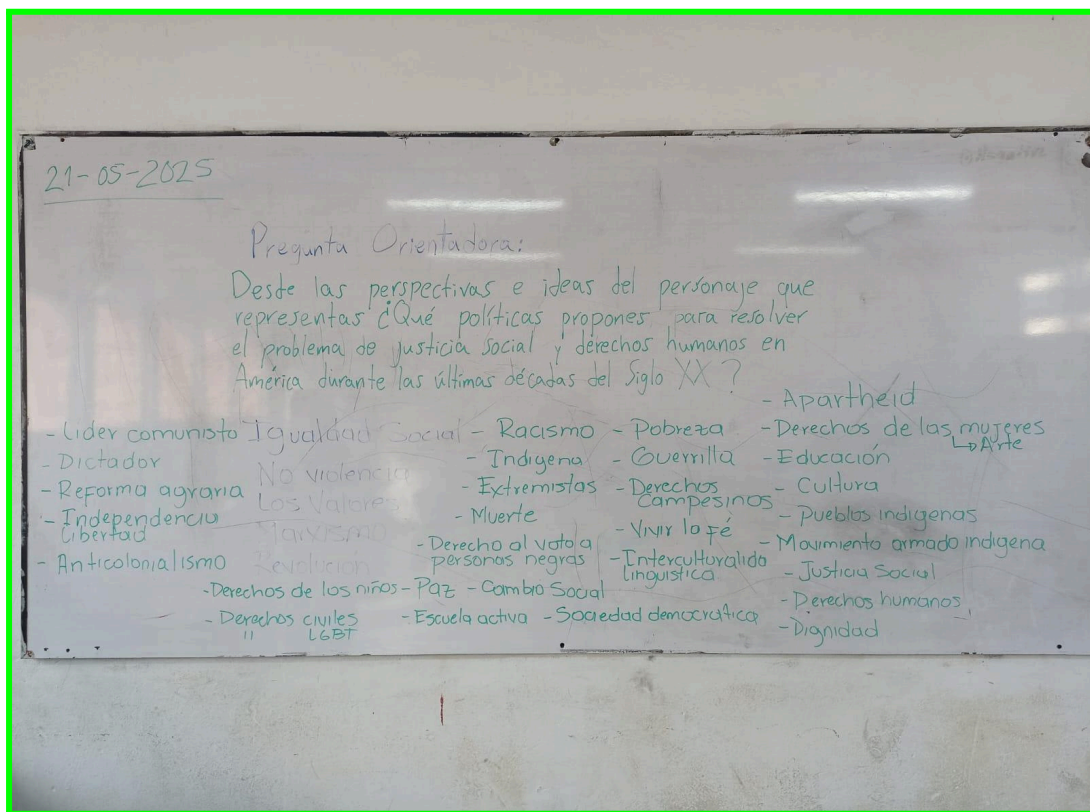 21-05-2025
Pregunta Orientadora:
Desde las perspectivas e ideas del personaje que
representas ¿Qué políticas propones para resolver
el problema de justicia social y derechos humanos en
América durante las últimas décadas del Siglo XX?
- Líder comunisto
- Dictador
- Reforma agraria
- Independencia
Libertad
- Anticolonialismo
Igualdad Social
No violencia
Los Valores
Marxismo
Revolución
- Racismo
- Indigena
- Extremistas
- Muerte
- Derecho al voto a
personas negras
- Pobreza
- Guerrilla
- Derechos
Campesinos
- Vivir la fé
- Interculturalida
linguistica
- Apartheid
- Derechos de las mujeres
↳ Arte
- Educación
- Cultura
- Pueblos indigenas
- Movimiento armado indigena
- Justicia Social
- Derechos humanos
- Dignidad
- Derechos de los niños - Paz - Cambio Social
- Derechos civiles - Escuela activa - Sociedad democratica
" LGBT